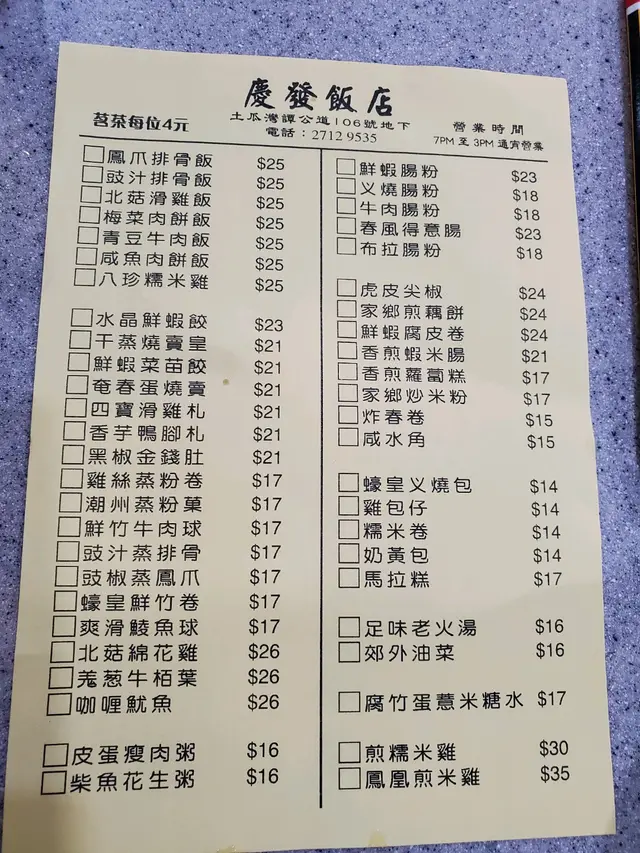 慶發飯店
茗茶每位4元
土瓜灣譚公道106號地下
電話：2712 9535
營業時間
7PM 至 3PM 通宵營業
鳳爪排骨飯 $25
豉汁排骨飯 $25
北菇滑雞飯 $25
梅菜肉餅飯 $25
青豆牛肉飯 $25
咸魚肉餅飯 $25
八珍糯米雞 $25
水晶鮮蝦餃 $23
干蒸燒賣皇 $21
鮮蝦菜苗餃 $21
奄春蛋燒賣 $21
四寶滑雞札 $21
香芋鴨腳札 $21
黑椒金錢肚 $21
雞絲蒸粉卷 $17
潮州蒸粉菓 $17
鮮竹牛肉球 $17
豉汁蒸排骨 $17
豉椒蒸鳳爪 $17
蠔皇鮮竹卷 $17
爽滑鯪魚球 $17
北菇綿花雞 $26
羗葱牛栢葉 $26
咖喱魷魚 $26
皮蛋瘦肉粥 $16
柴魚花生粥 $16
鮮蝦腸粉 $23
义燒腸粉 $18
牛肉腸粉 $18
春風得意腸 $23
布拉腸粉 $18
虎皮尖椒 $24
家鄉煎藕餅 $24
鮮蝦腐皮卷 $24
香煎蝦米腸 $21
香煎蘿蔔糕 $17
家鄉炒米粉 $17
炸春卷 $15
咸水角 $15
蠔皇义燒包 $14
雞包仔 $14
糯米卷 $14
奶黃包 $14
馬拉糕 $17
足味老火湯 $16
郊外油菜 $16
腐竹蛋薏米糖水 $17
煎糯米雞 $30
鳳凰煎米雞 $35